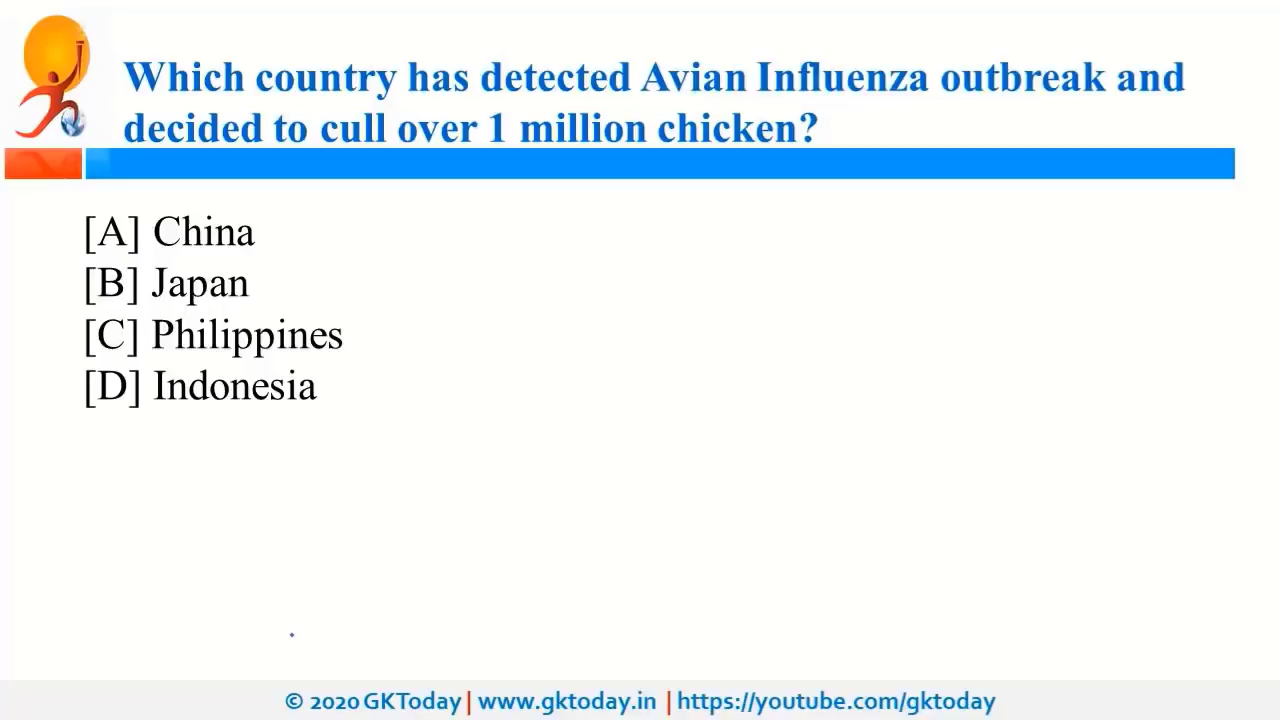 Which country has detected Avian Influenza outbreak and
decided to cull over 1 million chicken?
[A] China
[B] Japan
[C] Philippines
[D] Indonesia
© 2020 GKToday | www.gktoday.in | https://youtube.com/gktoday